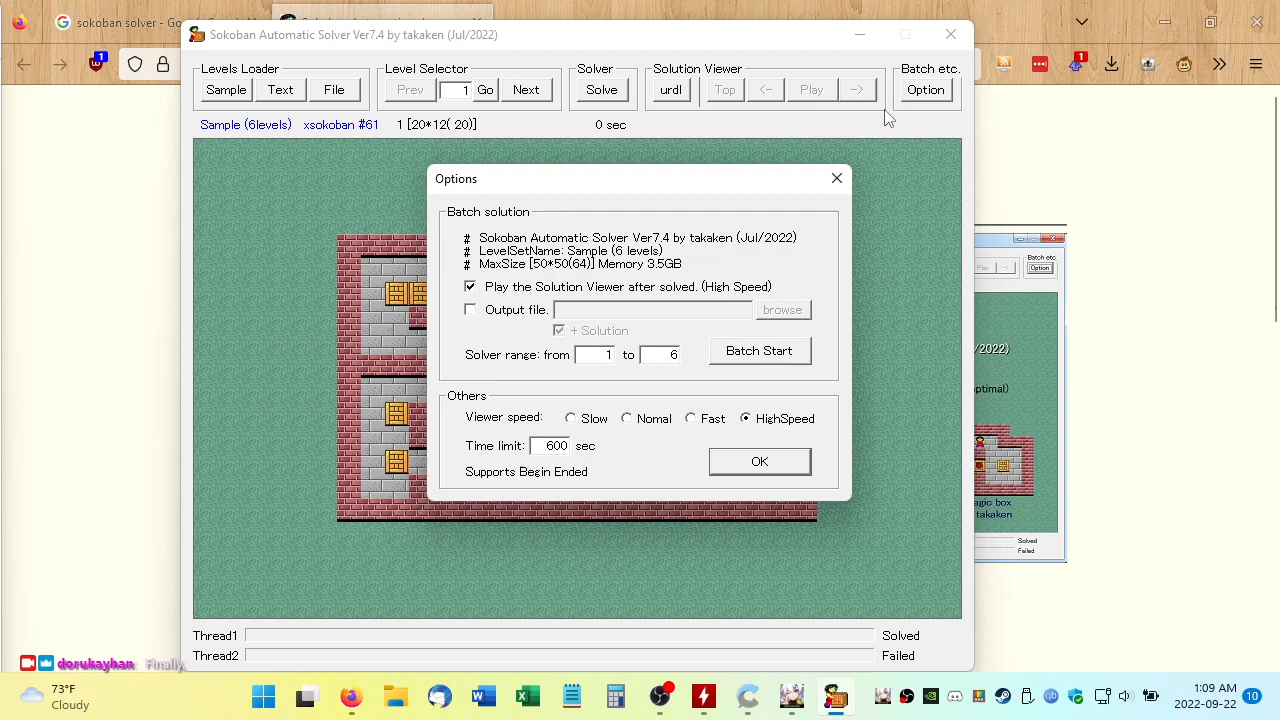 sokoban solver - Go
Sokoban Automatic Solver Ver7.4 by takaken (Jul/2022)
1
1
Levels Loader
Level Selector
Solver
Solution Viewer
Batch etc.
Sample
Text
File
Prev
1
Go
Next
Solve
urdl
Top
<-
Play
->
Option
Sample (6levels)
xsokoban #61
1 [20*12( 20)]
0 sec
Options
Batch solution
# Sokoban Automatic Solver Ver7.4 by takaken (Jul/2022)
# LevelSetName: Sample (6 levels)
# MaxSize [50*50(64)] Memory 3.5GB
Play the Solution Viewer after solved. (High Speed)
Output file.
browse
+ Solution
Solver range: from
1
to
6
Batch Start
Others
Viewer speed:
Slow
Nomal
Fast
HighSpeed
Time limit:
sec
OK
Supports Begin Ended
Batch etc
Play
->
Option
/2022)
ptimal)
agic box
takaken
Solved
Failed
Thread1
Solved
Thread2
Failed
dorukayhan Finally,
73°F
Cloudy
1:09 AM
2022-09-22
10